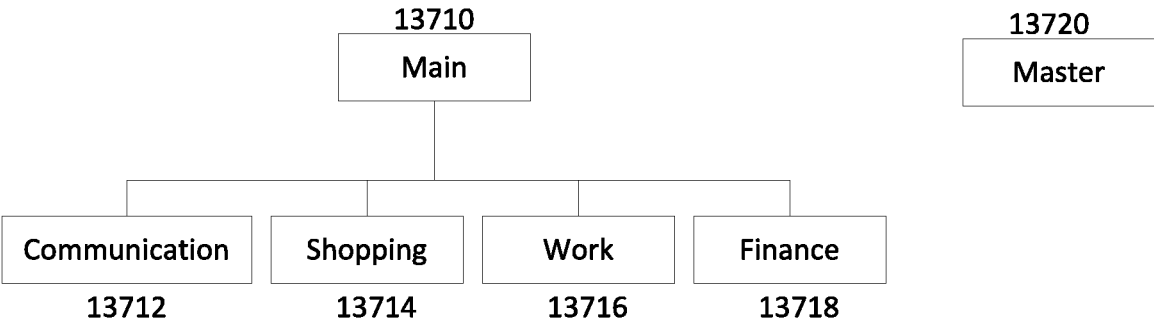 13710
13720
Main
Master
Communication
Shopping
Work
Finance
13712
13714
13716
13718